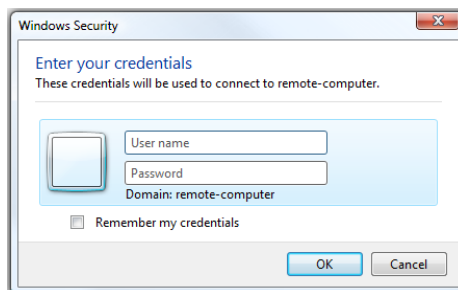 Windows Security
Enter your credentials
These credentials will be used to connect to remote-computer.
User name
Password
Domain: remote-computer
Remember my credentials
OK
Cancel